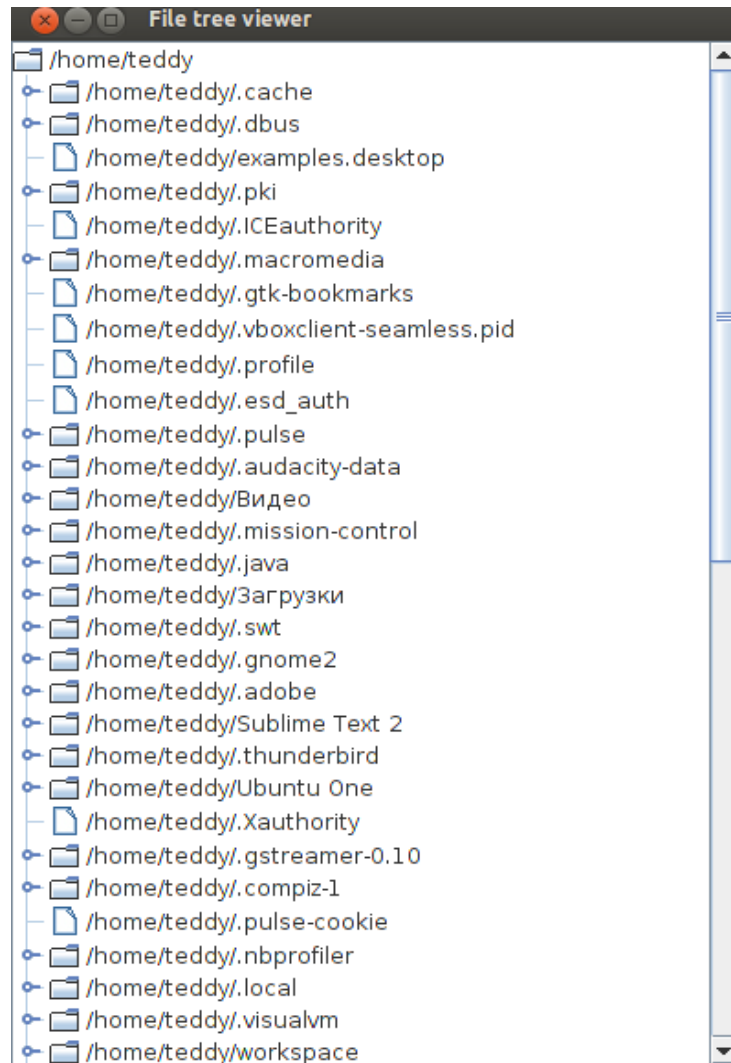 File tree viewer
/home/teddy
/home/teddy/.cache
/home/teddy/.dbus
/home/teddy/examples.desktop
/home/teddy/.pki
/home/teddy/.ICEauthority
/home/teddy/.macromedia
/home/teddy/.gtk-bookmarks
/home/teddy/.vboxclient-seamless.pid
/home/teddy/.profile
/home/teddy/.esd_auth
/home/teddy/.pulse
/home/teddy/.audacity-data
/home/teddy/Видео
/home/teddy/.mission-control
/home/teddy/.java
/home/teddy/Загрузки
/home/teddy/.swt
/home/teddy/.gnome2
/home/teddy/.adobe
/home/teddy/Sublime Text 2
/home/teddy/.thunderbird
/home/teddy/Ubuntu One
/home/teddy/.Xauthority
/home/teddy/.gstreamer-0.10
/home/teddy/.compiz-1
/home/teddy/.pulse-cookie
/home/teddy/.nbprofiler
/home/teddy/.local
/home/teddy/.visualvm
/home/teddy/workspace